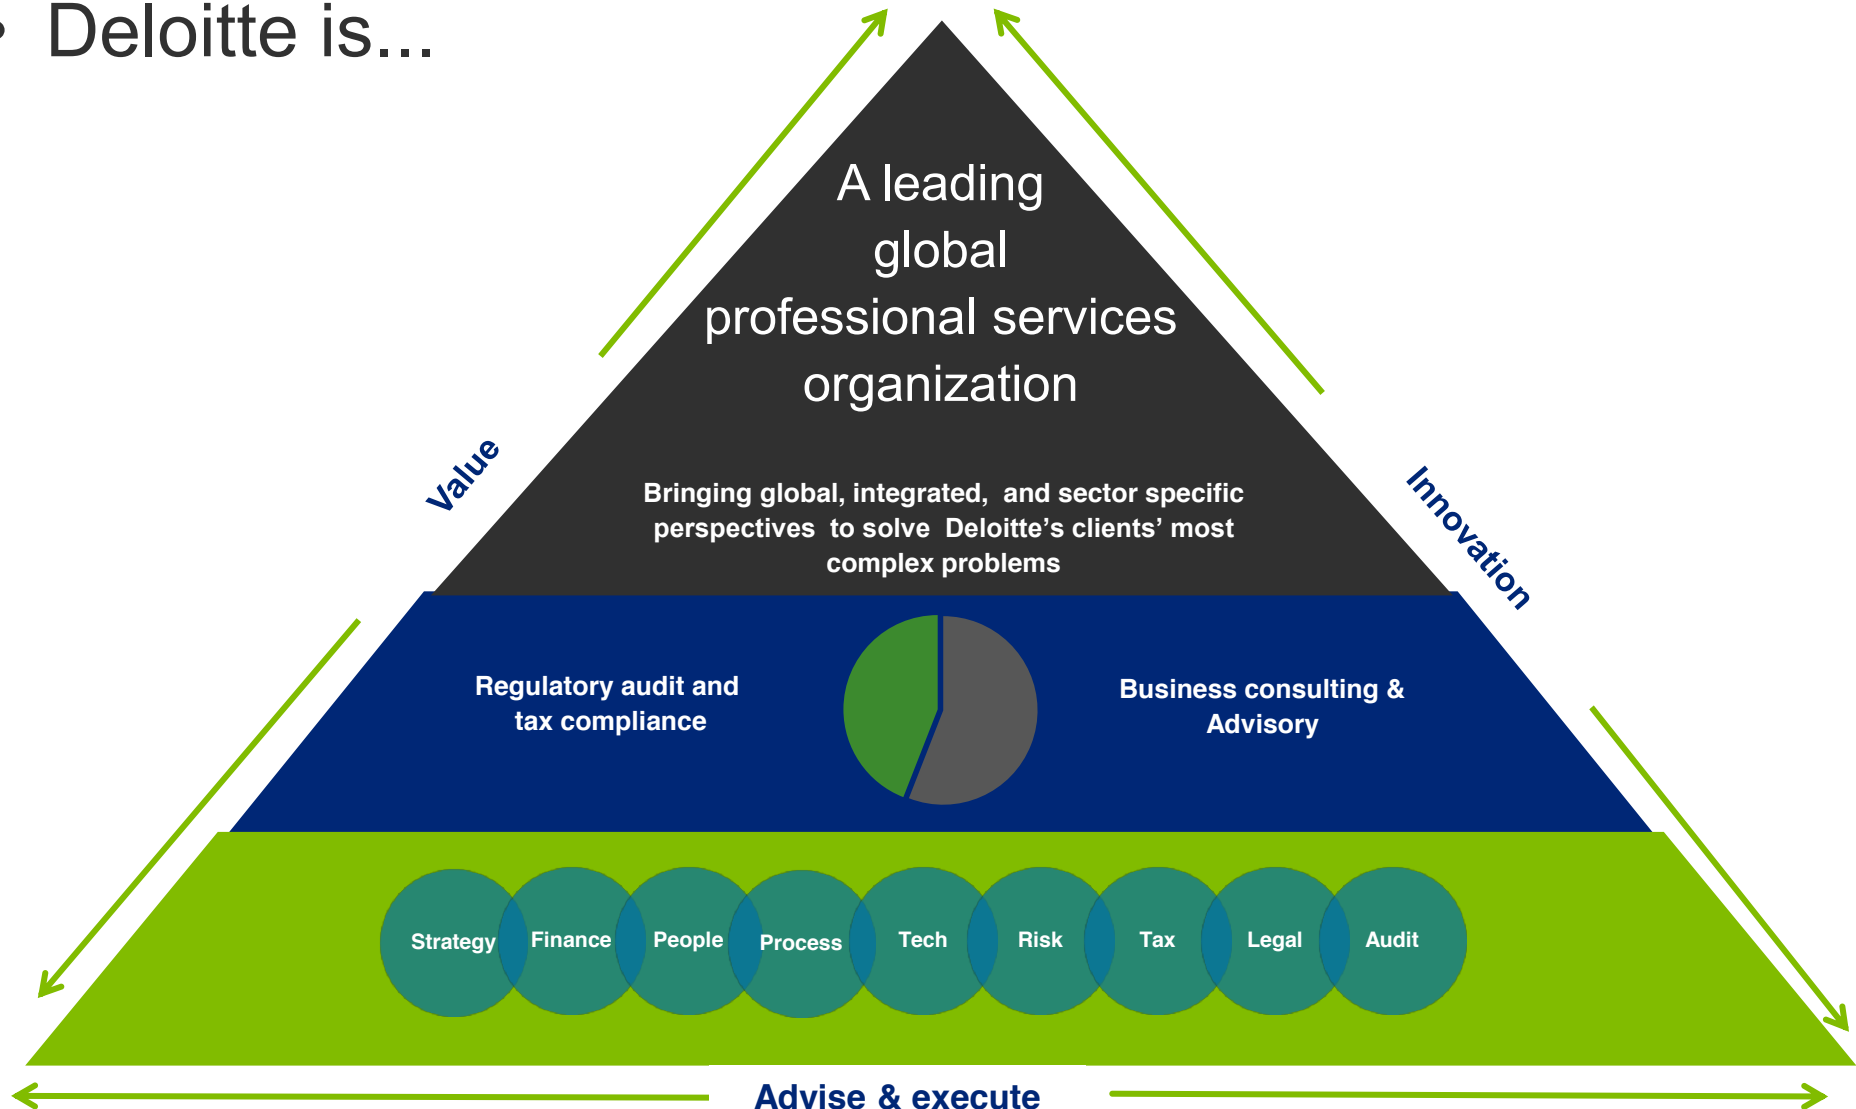 • Deloitte is...
A leading
global
professional services
organization
Value
Innovation
Bringing global, integrated,  and sector specific
perspectives  to solve  Deloitte’s clients’ most
complex problems
Regulatory audit and
tax compliance
Business consulting &
Advisory
Strategy
Finance
People
Process
Tech
Risk
Tax
Legal
Audit
Advise & execute